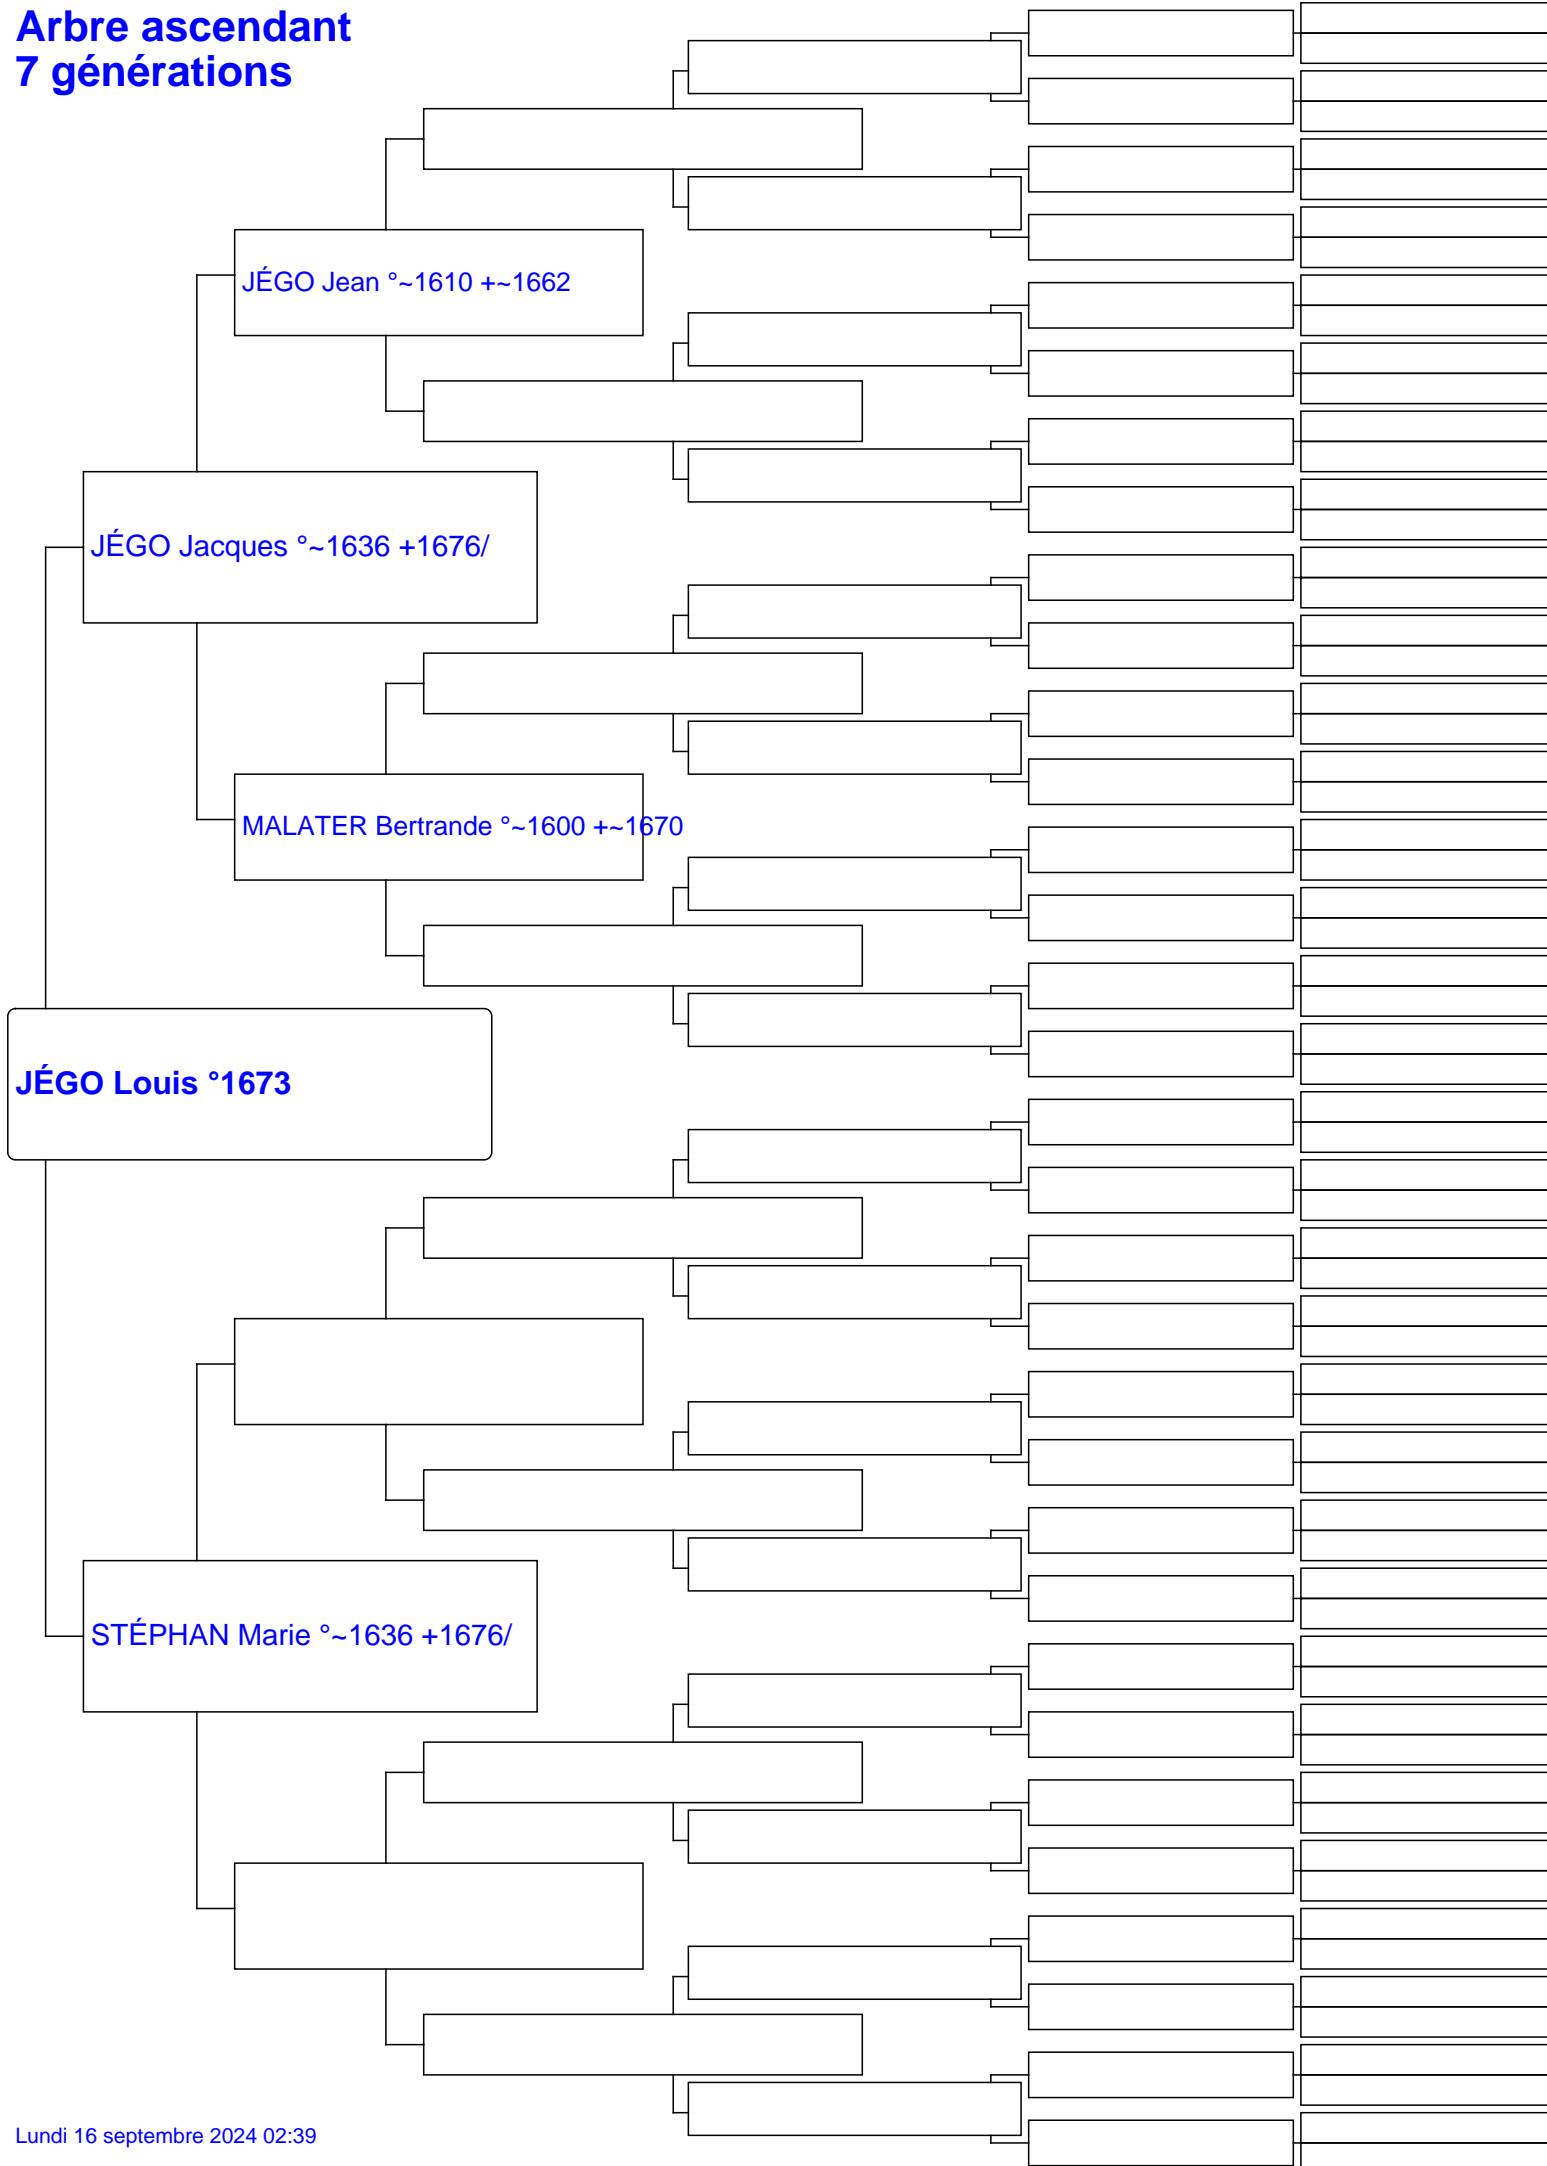 Arbre ascendant
7 générations
JÉGO Jean °~1610 +~1662
JÉGO Jacques °~1636 +1676/
MALATER Bertrande °~1600 +~1670
JÉGO Louis °1673
STÉPHAN Marie °~1636 +1676/
Lundi 16 septembre 2024 02:39